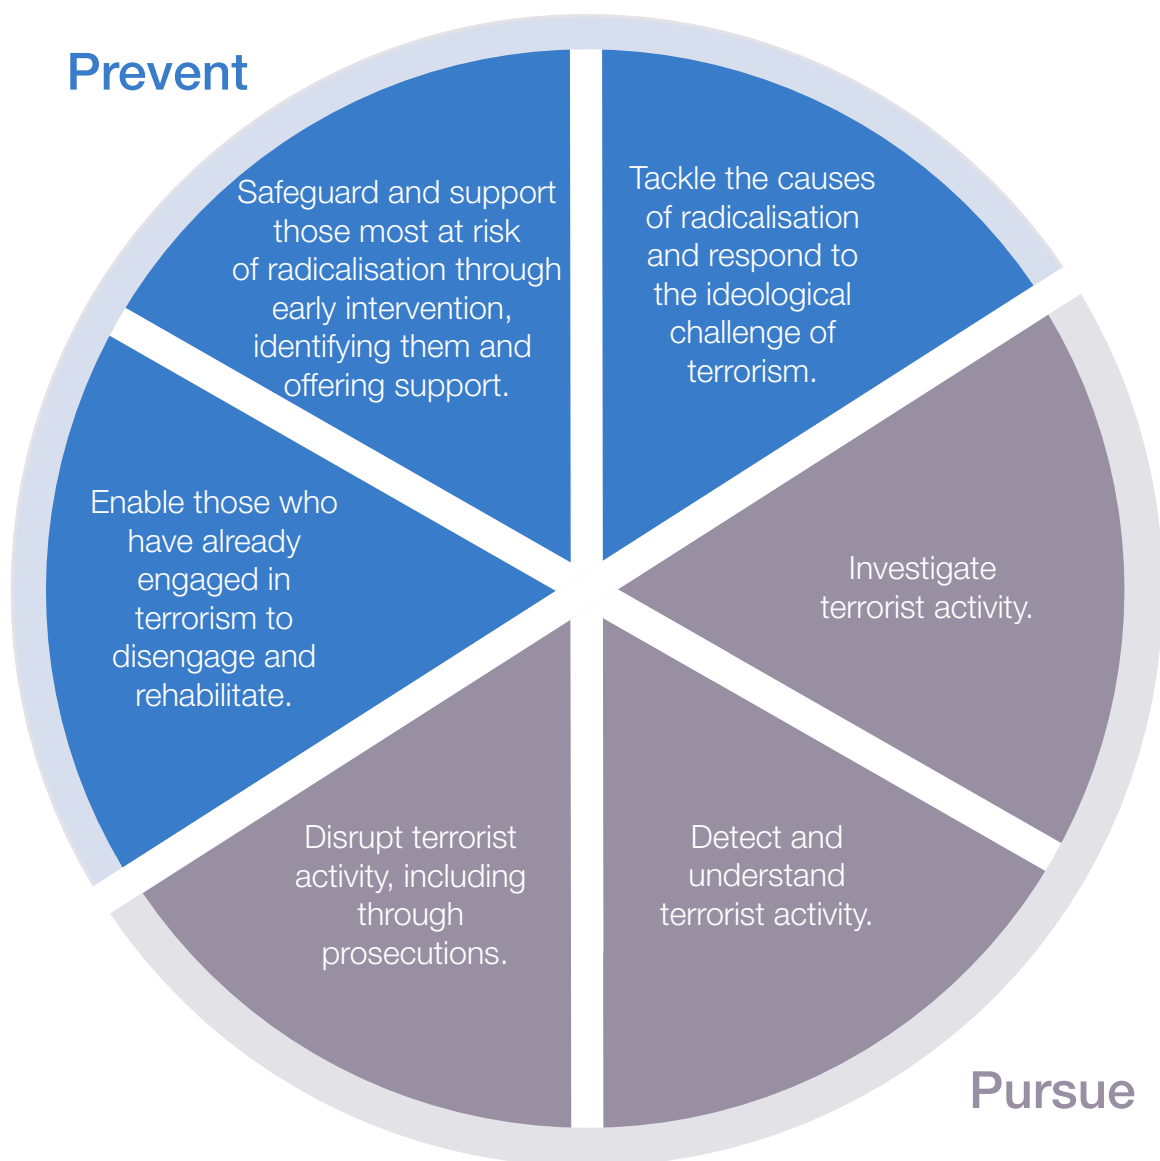 Prevent
Safeguard and support
those most at risk
of radicalisation through
early intervention,
identifying them and
offering support.
Tackle the causes
of radicalisation
and respond to
the ideological
challenge of
terrorism.
Enable those who
have already
engaged in
terrorism to
disengage and
rehabilitate.
Investigate
terrorist activity.
Disrupt terrorist
activity, including
through
prosecutions.
Detect and
understand
terrorist activity.
Pursue